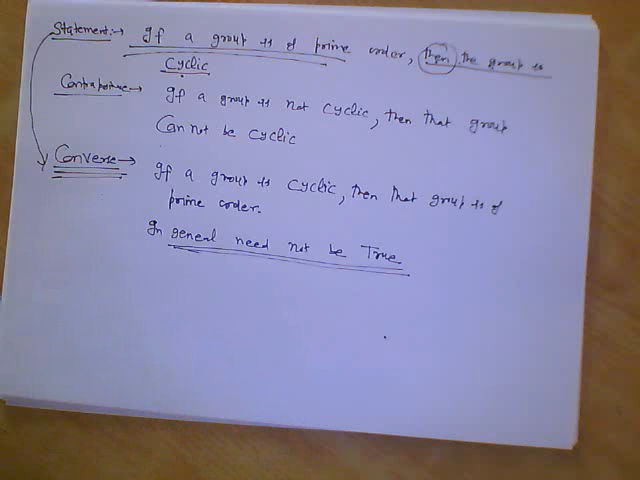 Statement:→ If a group is of prime order, then the group is
cyclic
Contrapositive → If a group is not cyclic, then that group
Cannot be cyclic
Converse → If a group is cyclic, then that group is of
prime order.
In general need not be True